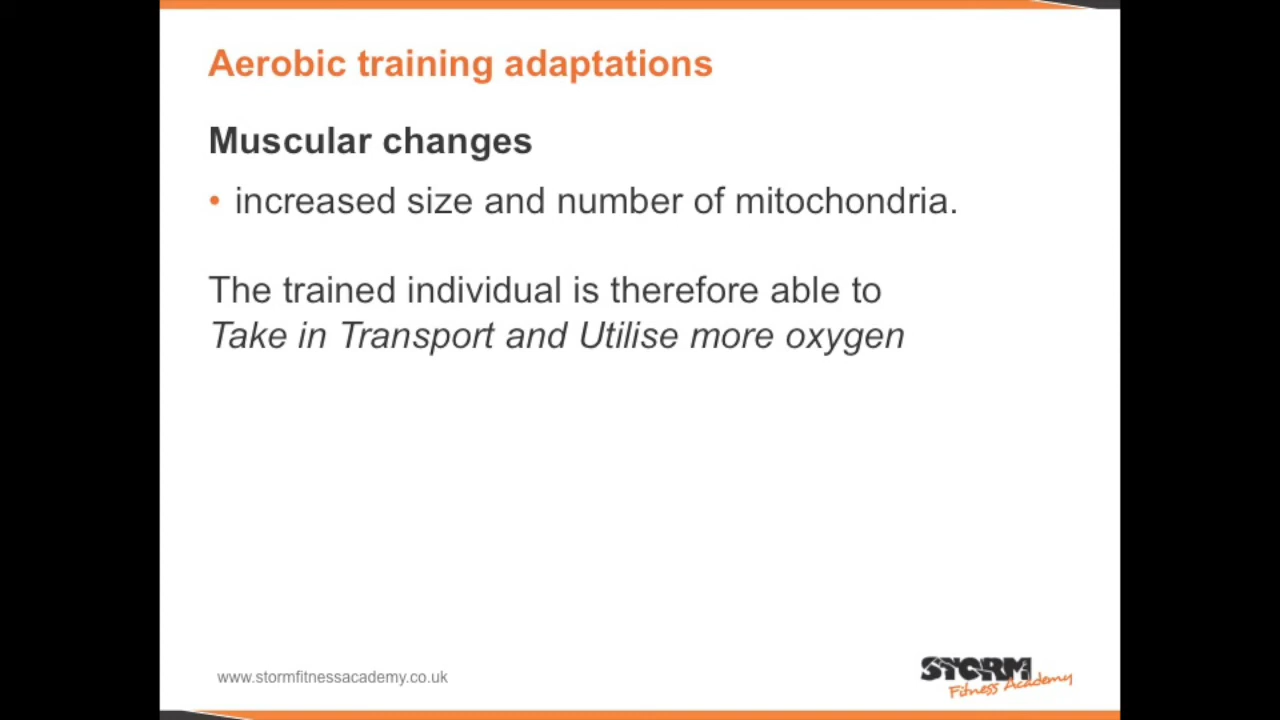 Aerobic training adaptations
Muscular changes
• increased size and number of mitochondria.
The trained individual is therefore able to
Take in Transport and Utilise more oxygen
www.stormfitnessacademy.co.uk
STORM
Fitness Academy